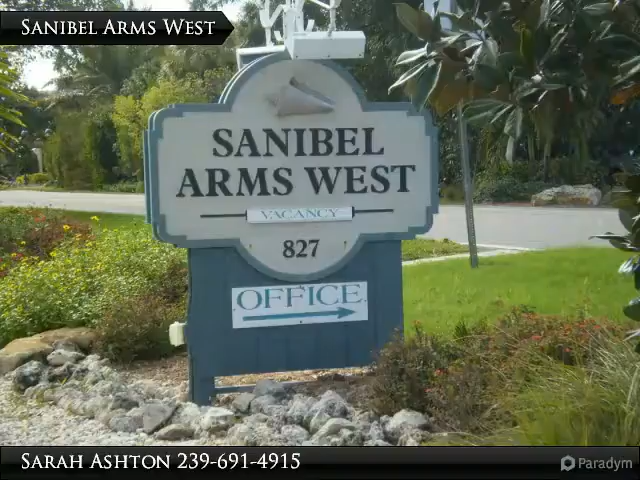 Sanibel Arms West
SANIBEL
ARMS WEST
VACANCY
827
OFFICE
Sarah Ashton 239-691-4915
Paradym